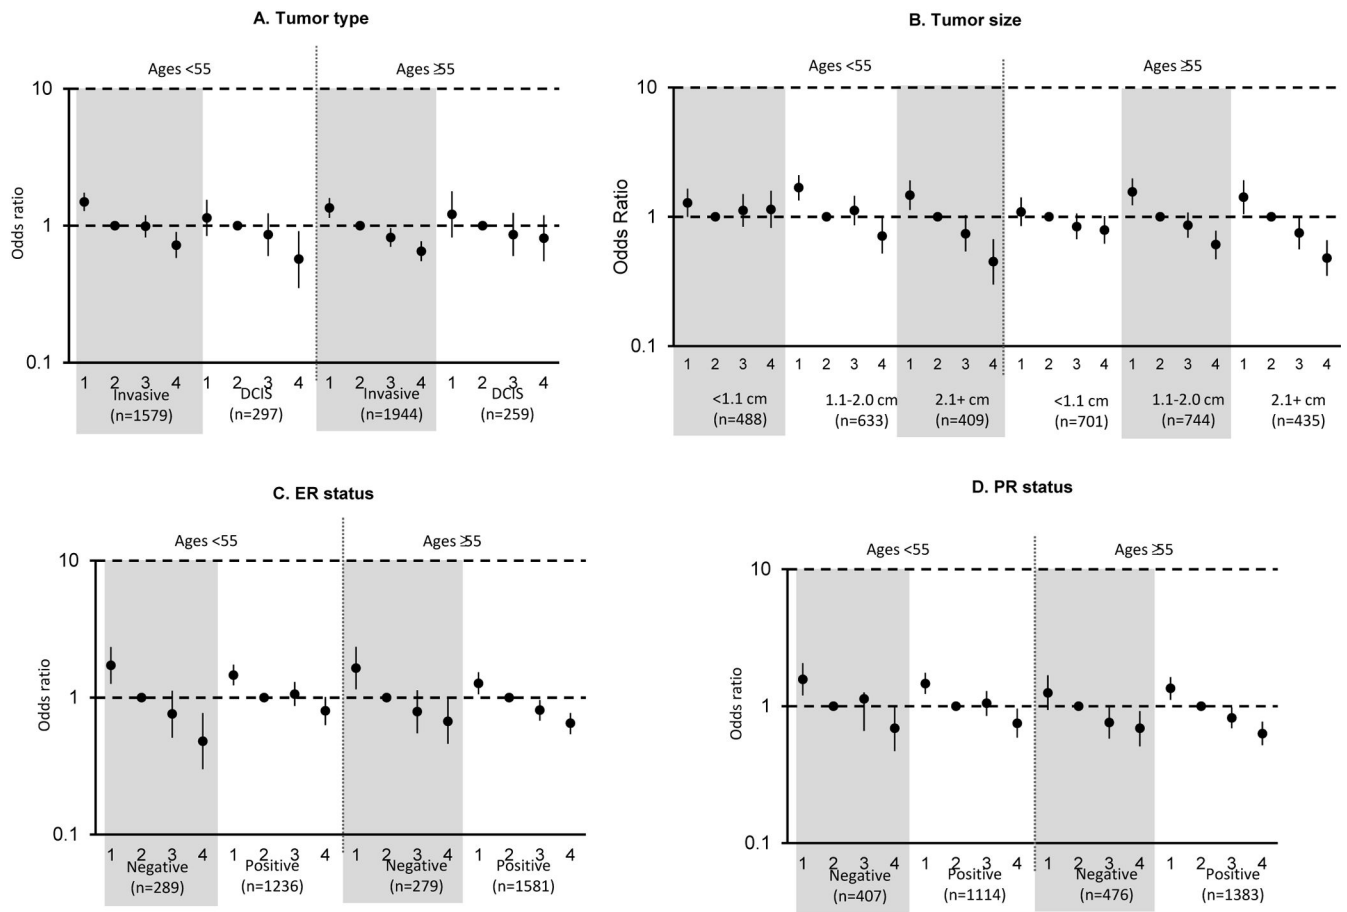 A. Tumor type
Ages <55
Ages ≥55
Odds ratio
10
1
0.1
1 2 3 4 1 2 3 4 1 2 3 4 1 2 3 4
Invasive DCIS Invasive DCIS
(n=1579) (n=297) (n=1944) (n=259)
B. Tumor size
Ages <55
Ages ≥55
Odds Ratio
10
1
0.1
1 2 3 4 1 2 3 4 1 2 3 4 1 2 3 4 1 2 3 4 1 2 3 4
<1.1 cm 1.1-2.0 cm 2.1+ cm <1.1 cm 1.1-2.0 cm 2.1+ cm
(n=488) (n=633) (n=409) (n=701) (n=744) (n=435)
C. ER status
Ages <55
Ages ≥55
Odds ratio
10
1
0.1
1 2 3 4 1 2 3 4 1 2 3 4 1 2 3 4
Negative Positive Negative Positive
(n=289) (n=1236) (n=279) (n=1581)
D. PR status
Ages <55
Ages ≥55
Odds ratio
10
1
0.1
1 2 3 4 1 2 3 4 1 2 3 4 1 2 3 4
Negative Positive Negative Positive
(n=407) (n=1114) (n=476) (n=1383)